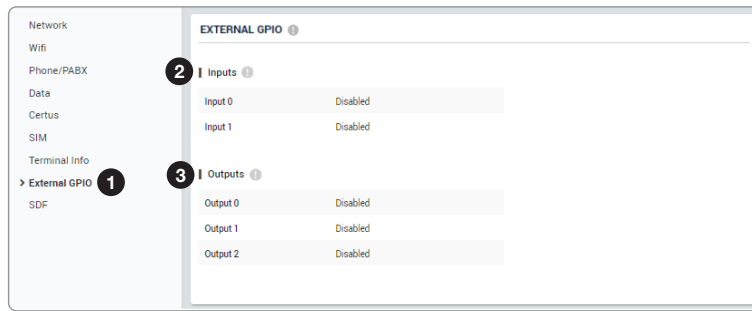 Network
Wifi
Phone/PABX
Data
Certus
SIM
Terminal Info
> External GPIO 1
SDF
EXTERNAL GPIO !
2 Inputs !
Input 0 Disabled
Input 1 Disabled
3 Outputs !
Output 0 Disabled
Output 1 Disabled
Output 2 Disabled